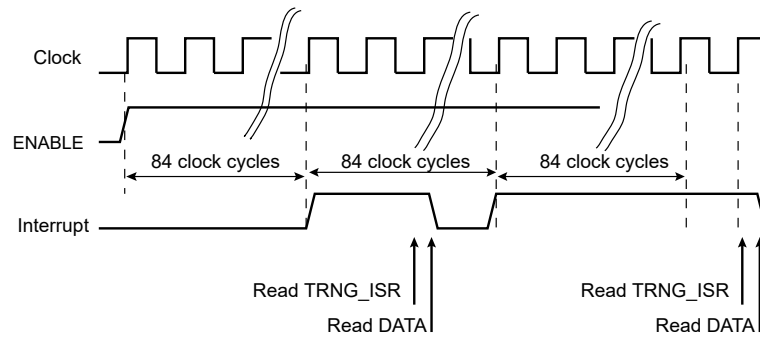 Clock
ENABLE
84 clock cycles 84 clock cycles 84 clock cycles
Interrupt
Read TRNG_ISR Read TRNG_ISR
Read DATA Read DATA